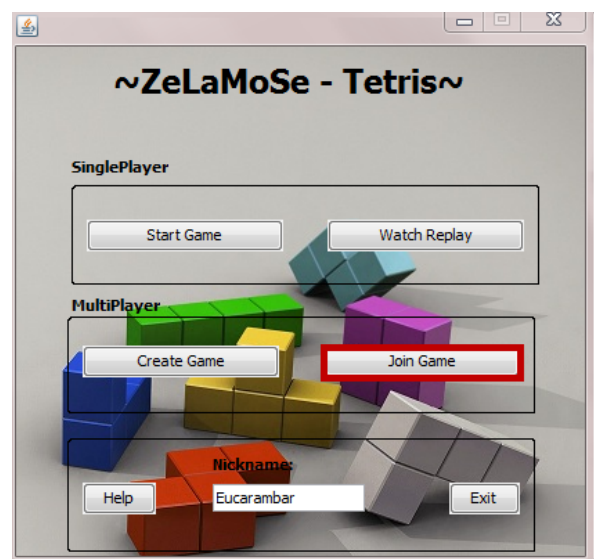 ~ZeLaMoSe - Tetris~
SinglePlayer
Start Game Watch Replay
MultiPlayer
Create Game Join Game
Nickname:
Help Eucarambar Exit